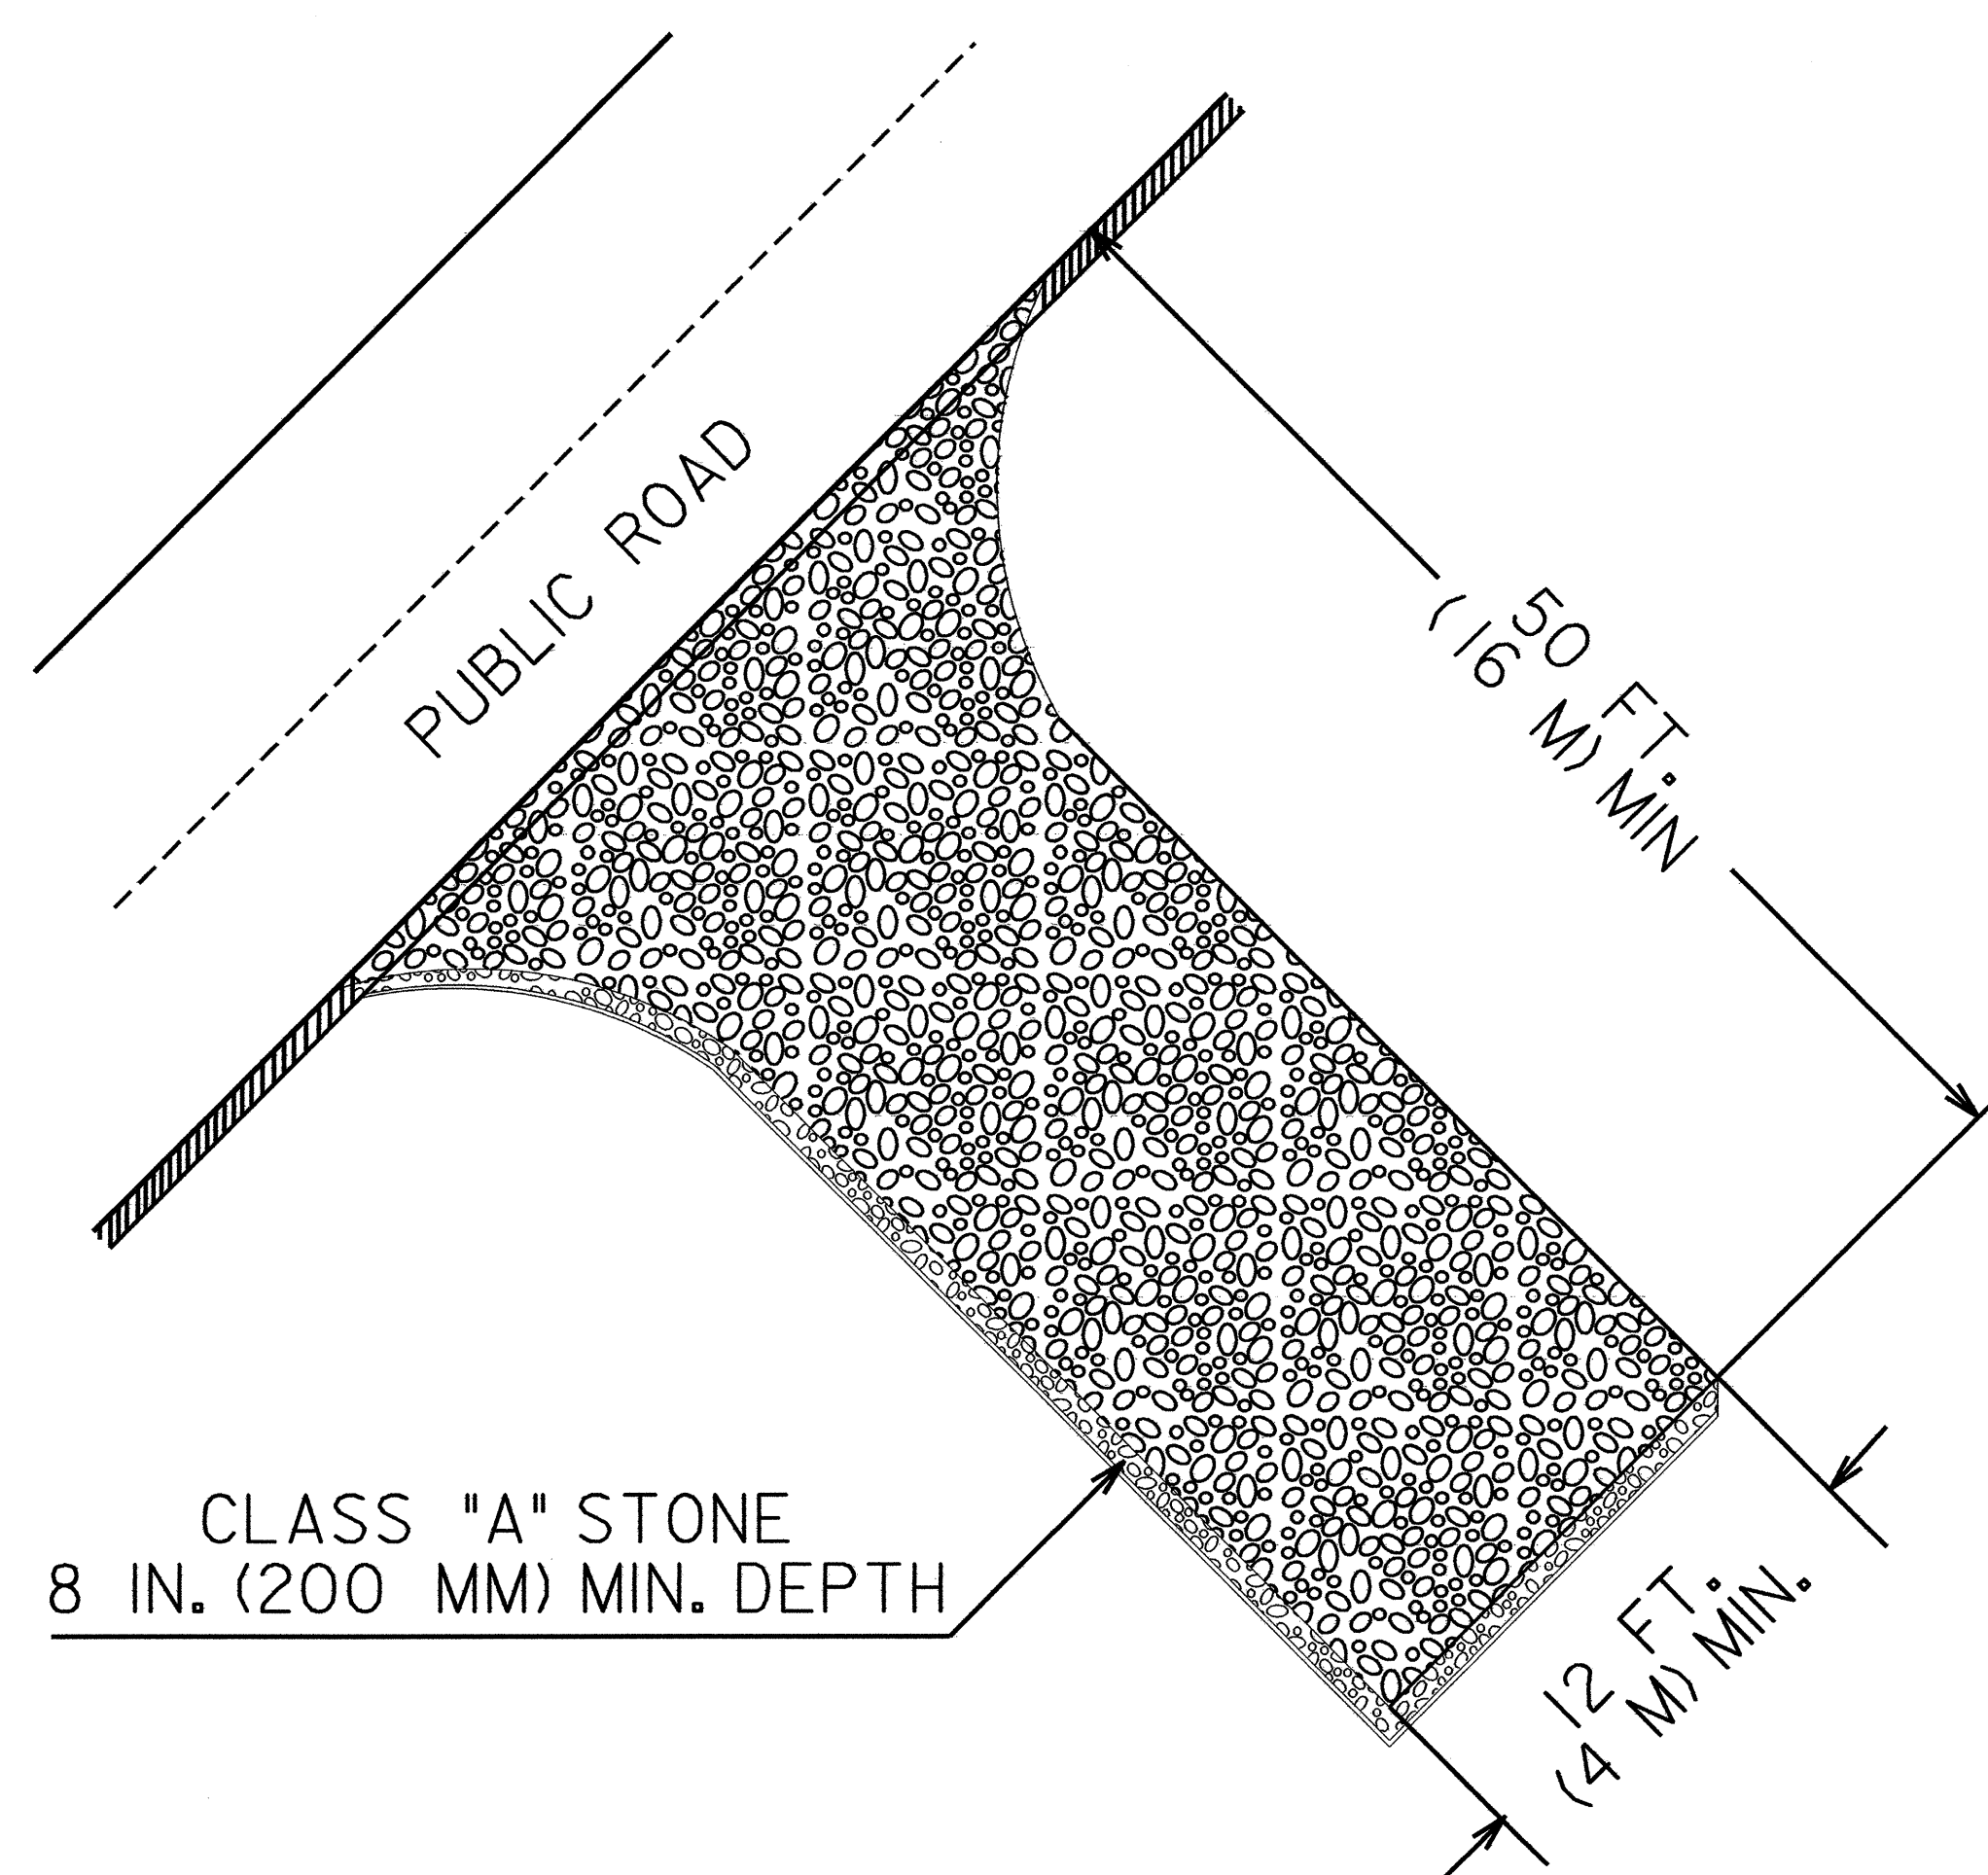 PUBLIC ROAD
50 FT.
(16 M) MIN
CLASS "A" STONE
8 IN. (200 MM) MIN. DEPTH
12 FT.
(4 M) MIN.